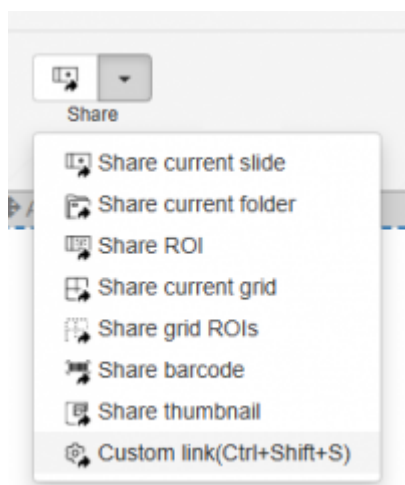 Share
Share current slide
Share current folder
Share ROI
Share current grid
Share grid ROIs
Share barcode
Share thumbnail
Custom link(Ctrl+Shift+S)